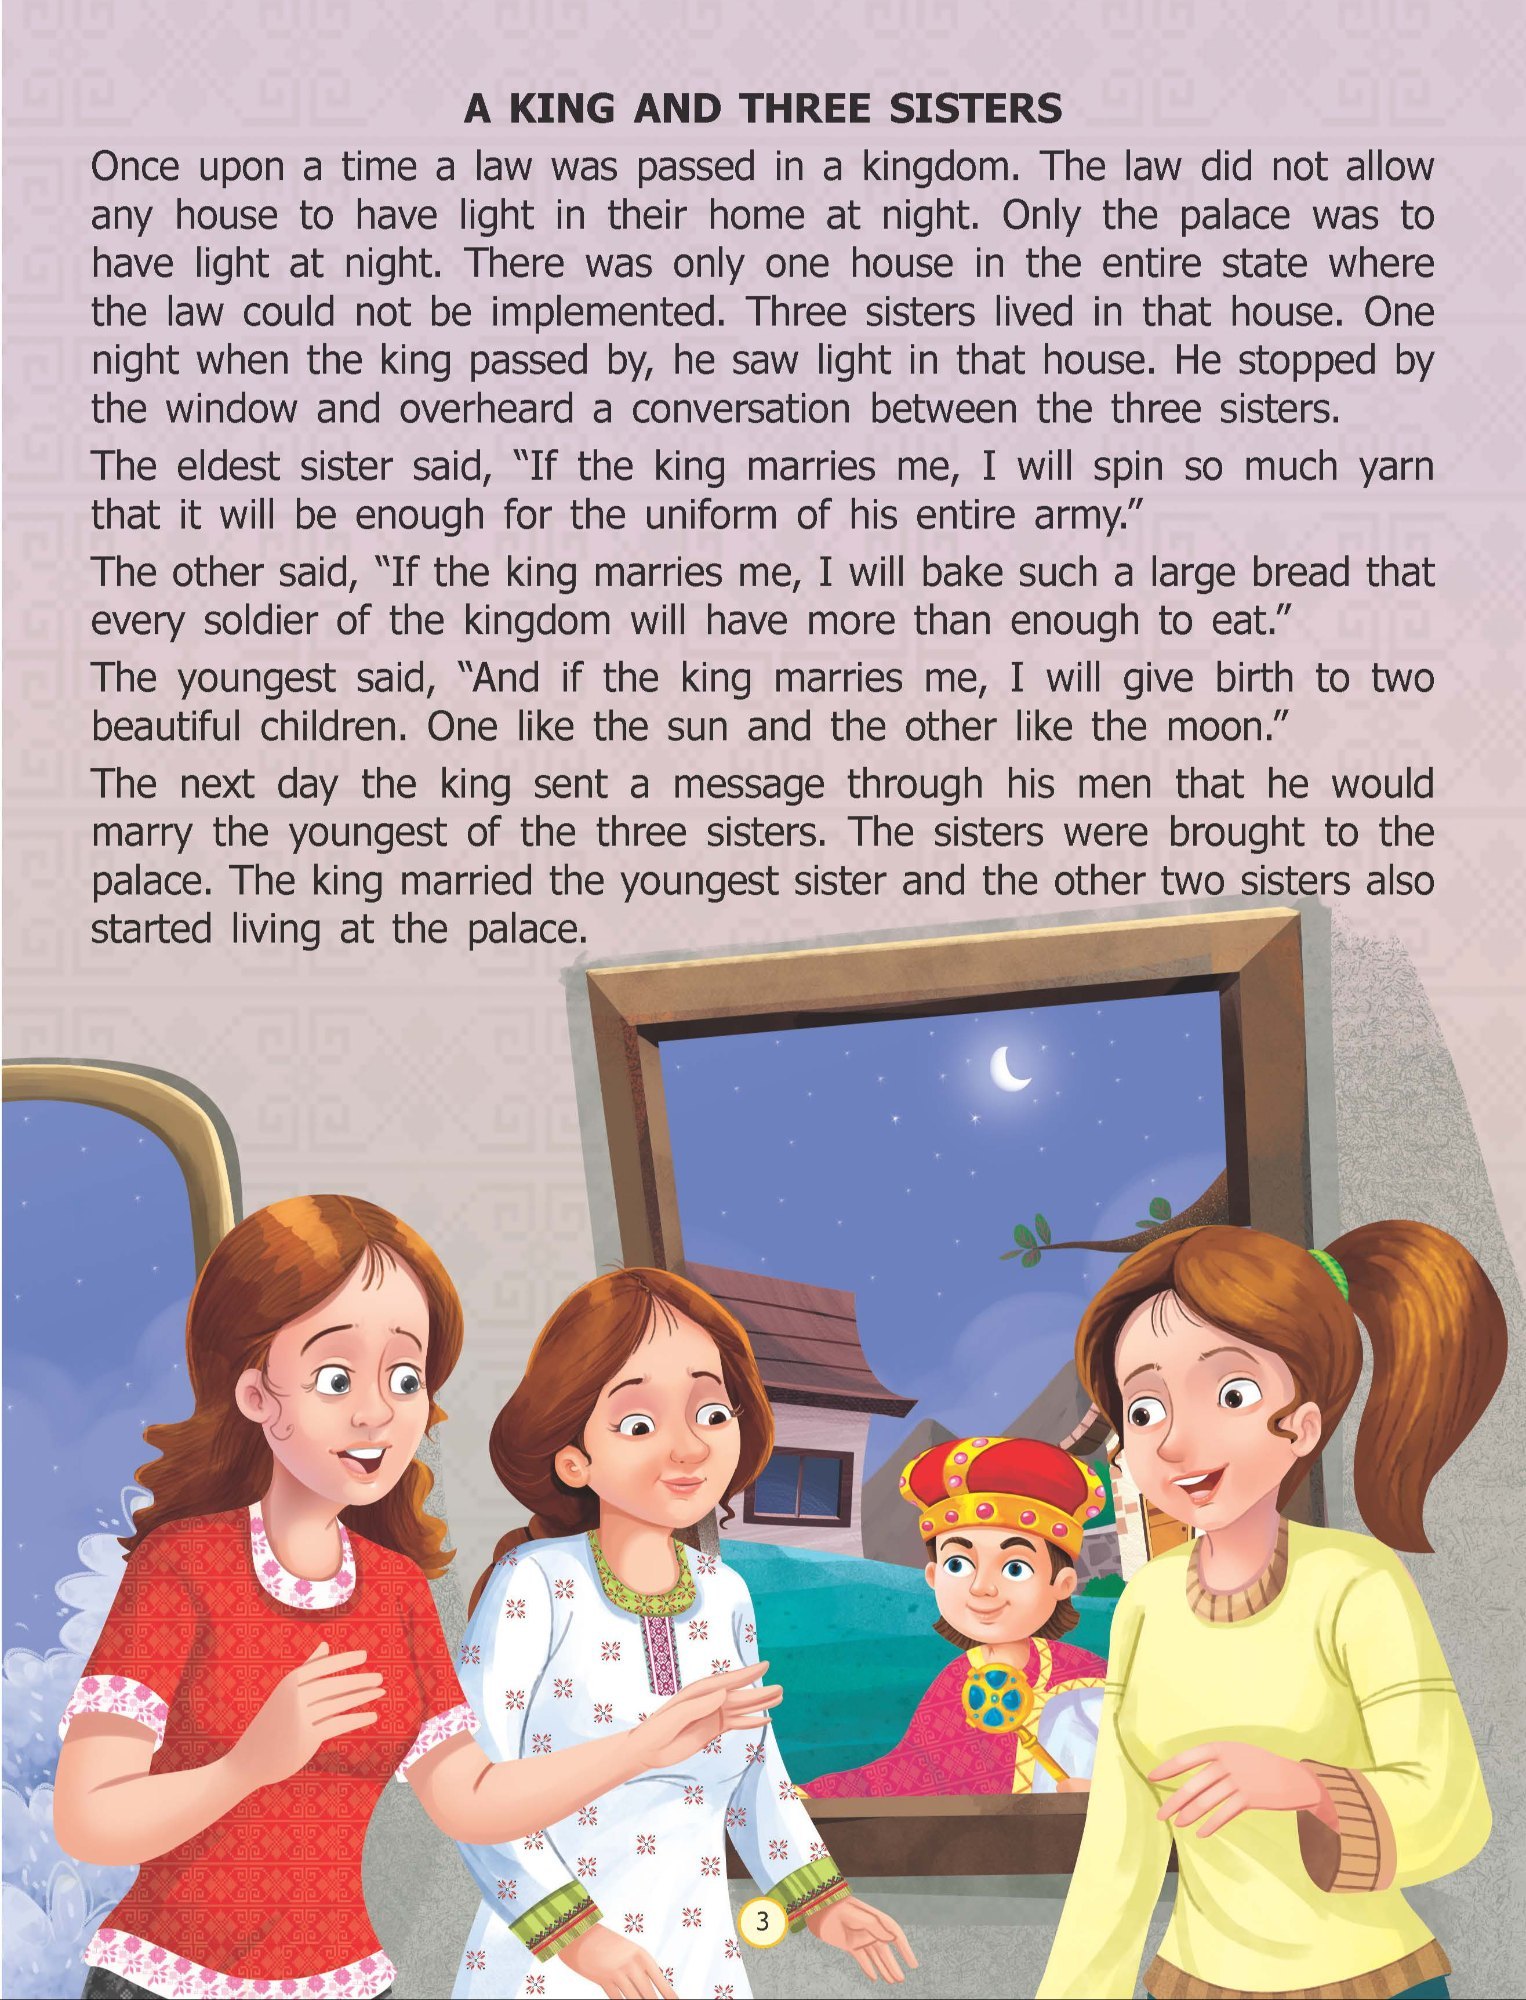 A KING AND THREE SISTERS
Once upon a time a law was passed in a kingdom. The law did not allow
any house to have light in their home at night. Only the palace was to
have light at night. There was only one house in the entire state where
the law could not be implemented. Three sisters lived in that house. One
night when the king passed by, he saw light in that house. He stopped by
the window and overheard a conversation between the three sisters.
The eldest sister said, “If the king marries me, I will spin so much yarn
that it will be enough for the uniform of his entire army.”
The other said, “If the king marries me, I will bake such a large bread that
every soldier of the kingdom will have more than enough to eat.”
The youngest said, “And if the king marries me, I will give birth to two
beautiful children. One like the sun and the other like the moon.”
The next day the king sent a message through his men that he would
marry the youngest of the three sisters. The sisters were brought to the
palace. The king married the youngest sister and the other two sisters also
started living at the palace.
3